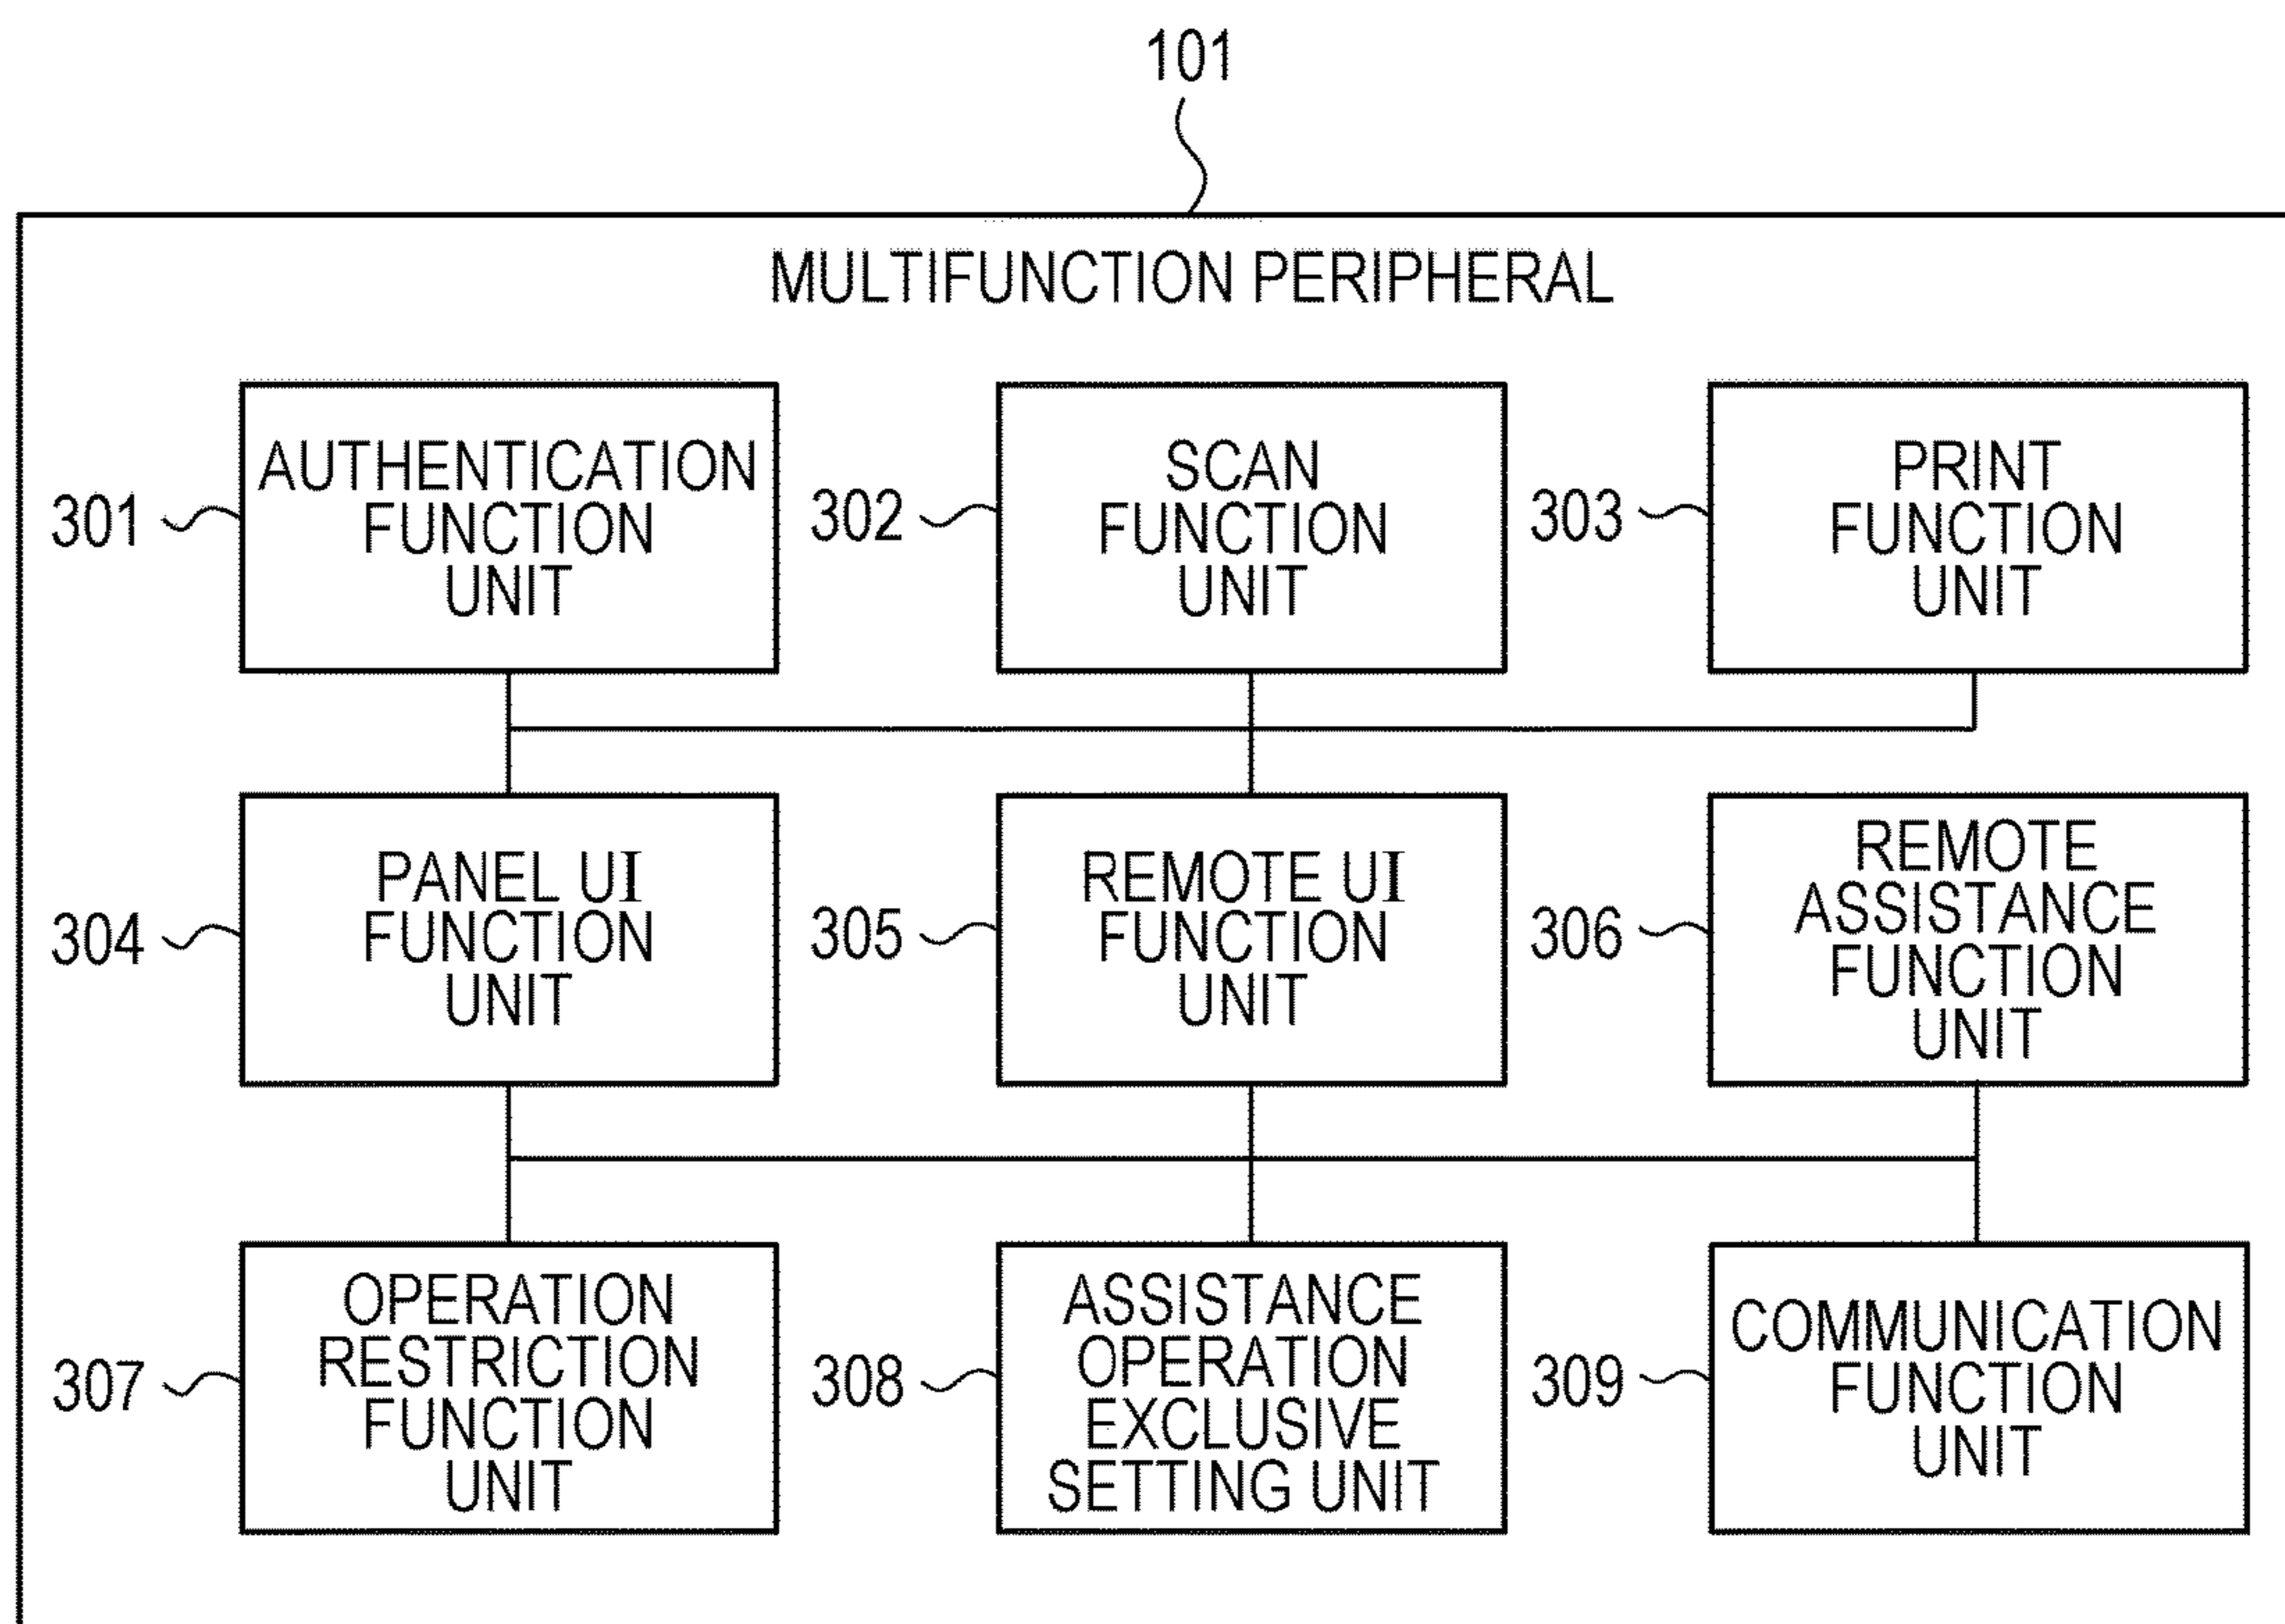 101
MULTIFUNCTION PERIPHERAL
301
AUTHENTICATION
FUNCTION
UNIT
302
SCAN
FUNCTION
UNIT
303
PRINT
FUNCTION
UNIT
304
PANEL UI
FUNCTION
UNIT
305
REMOTE UI
FUNCTION
UNIT
306
REMOTE
ASSISTANCE
FUNCTION
UNIT
307
OPERATION
RESTRICTION
FUNCTION
UNIT
308
ASSISTANCE
OPERATION
EXCLUSIVE
SETTING UNIT
309
COMMUNICATION
FUNCTION
UNIT